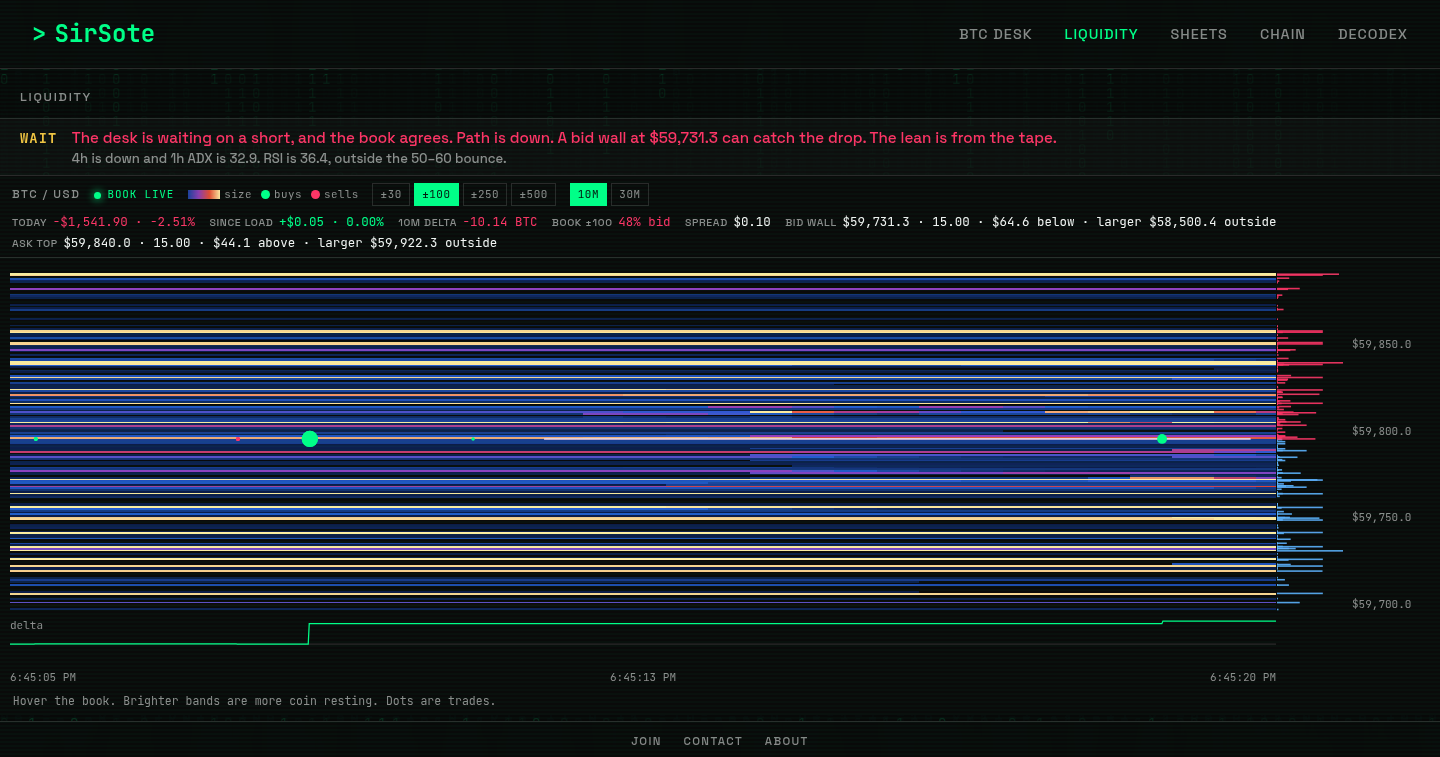 > SirSote
BTC DESK LIQUIDITY SHEETS CHAIN DECODEX
LIQUIDITY
WAIT The desk is waiting on a short, and the book agrees. Path is down. A bid wall at $59,731.3 can catch the drop. The lean is from the tape.
4h is down and 1h ADX is 32.9. RSI is 36.4, outside the 50–60 bounce.
BTC / USD BOOK LIVE size buys sells ±30 ±100 ±250 ±500 10M 30M
TODAY -$1,541.90 · -2.51% SINCE LOAD +$0.05 · 0.00% 10M DELTA -10.14 BTC BOOK ±100 48% bid SPREAD $0.10 BID WALL $59,731.3 · 15.00 · $64.6 below · larger $58,500.4 outside
ASK TOP $59,840.0 · 15.00 · $44.1 above · larger $59,922.3 outside
$59,850.0
$59,800.0
$59,750.0
$59,700.0
delta
6:45:05 PM 6:45:13 PM 6:45:20 PM
Hover the book. Brighter bands are more coin resting. Dots are trades.
JOIN CONTACT ABOUT